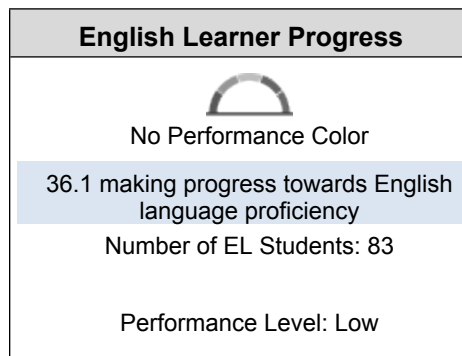 English Learner Progress
No Performance Color
36.1 making progress towards English
language proficiency
Number of EL Students: 83
Performance Level: Low